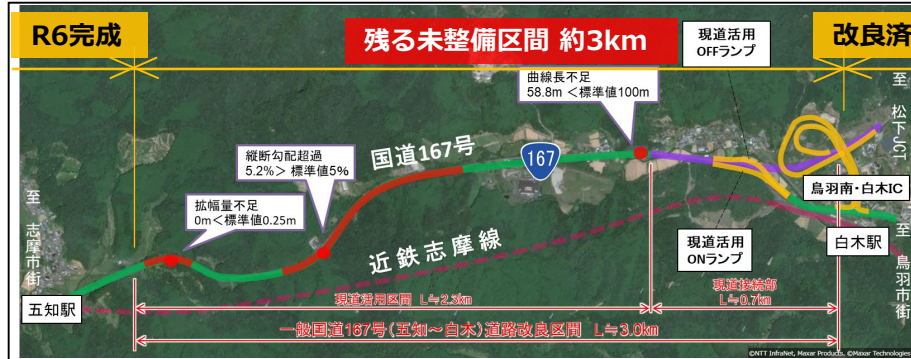 R6完成
残る未整備区間 約3km
改良済
現道活用
OFFランプ
曲線長不足
58.8m <標準値100m
至 松下JCT
国道167号
167
縦断勾配超過
5.2%> 標準値5%
拡幅量不足
0m<標準値0.25m
鳥羽南・白木IC
至 志摩市街
近鉄志摩線
現道活用
ONランプ
白木駅
至 鳥羽市街
五知駅
現道活用区間 L≒2.3km
現道接続部
L≒0.7km
一般国道167号(五知~白木)道路改良区間 L≒3.0km
©NTT InfraNet, Maxar Products. ©Maxar Technologies